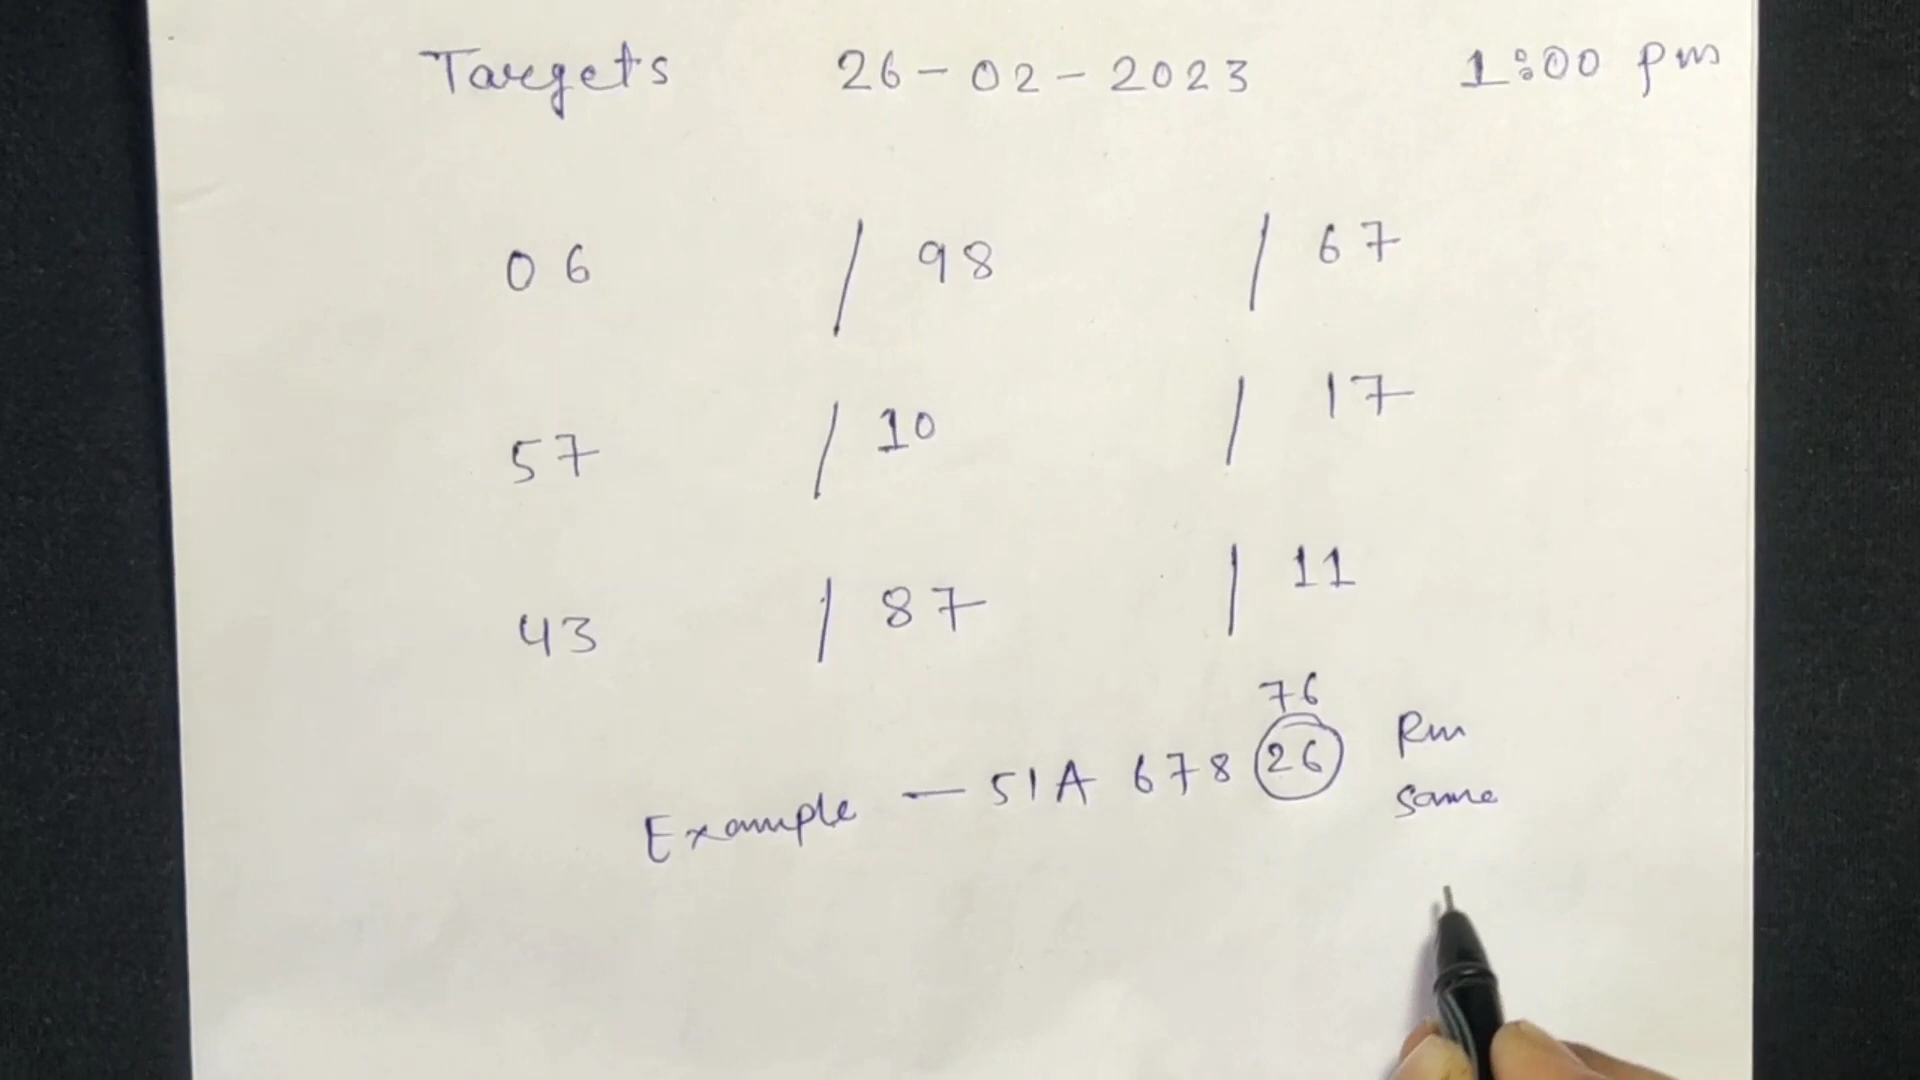 Targets 26-02-2023 1:00 pm
06 / 98 / 67
57 / 10 / 17
43 / 87 / 11
76
Example - 51A 678 26 Rm
same